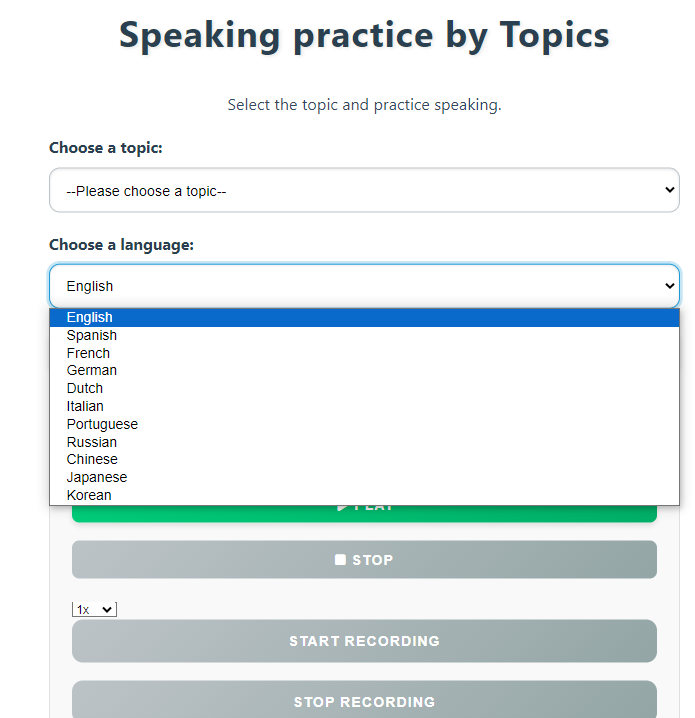 Speaking practice by Topics
Select the topic and practice speaking.
Choose a topic:
--Please choose a topic--
Choose a language:
English
English
Spanish
French
German
Dutch
Italian
Portuguese
Russian
Chinese
Japanese
Korean
STOP
1x
START RECORDING
STOP RECORDING